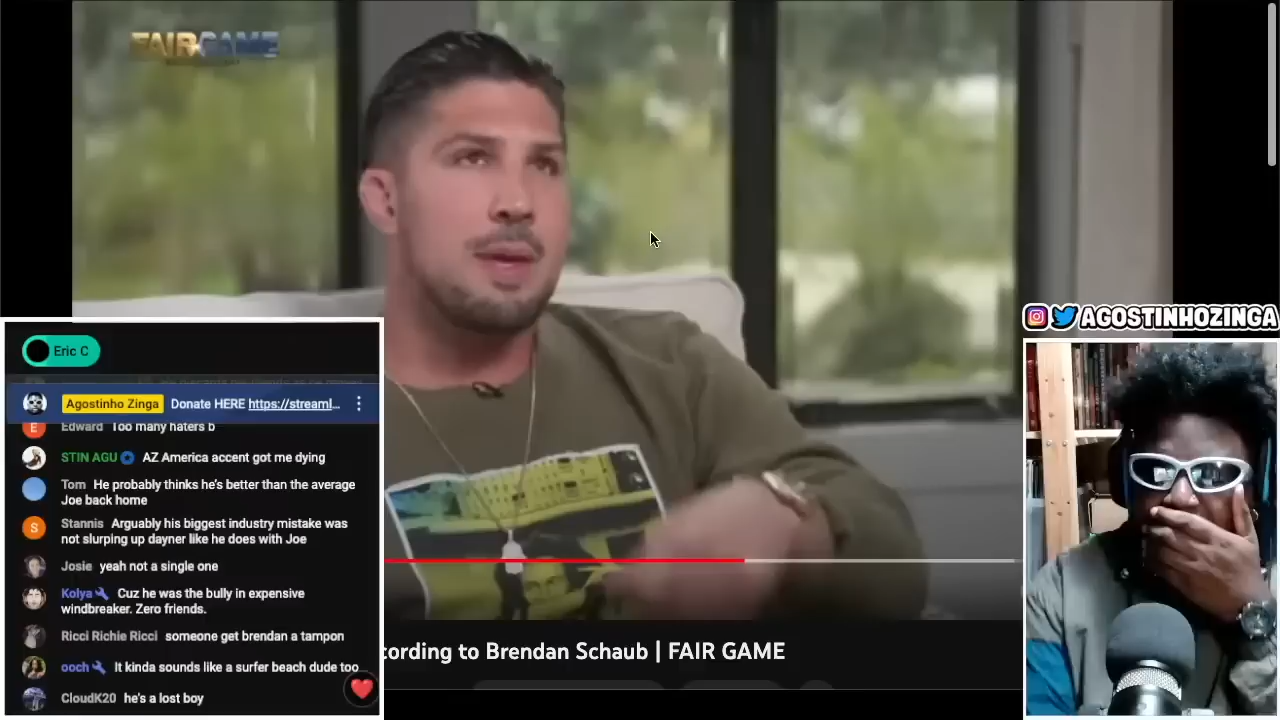 FAIR GAME
AGOSTINHOZINGA
Eric C
Agostinho Zinga Donate HERE https://streaml...
Edward Too many haters b
STIN AGU AZ America accent got me dying
Tom He probably thinks he's better than the average
Joe back home
Stannis Arguably his biggest industry mistake was
not slurping up dayner like he does with Joe
Josie yeah not a single one
Kolya Cuz he was the bully in expensive
windbreaker. Zero friends.
Ricci Richie Ricci someone get brendan a tampon
ooch It kinda sounds like a surfer beach dude too
CloudK20 he's a lost boy
cording to Brendan Schaub | FAIR GAME